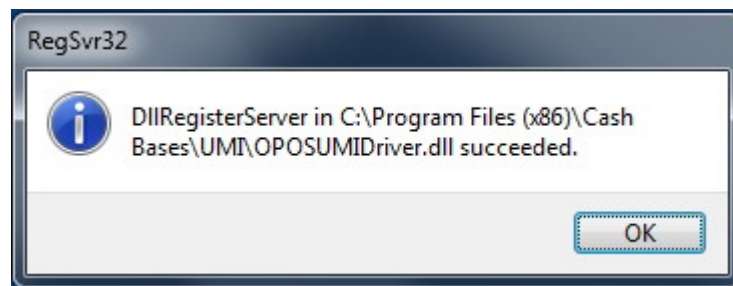 RegSvr32
DllRegisterServer in C:\Program Files (x86)\Cash
Bases\UMI\OPOSUMIDriver.dll succeeded.
OK